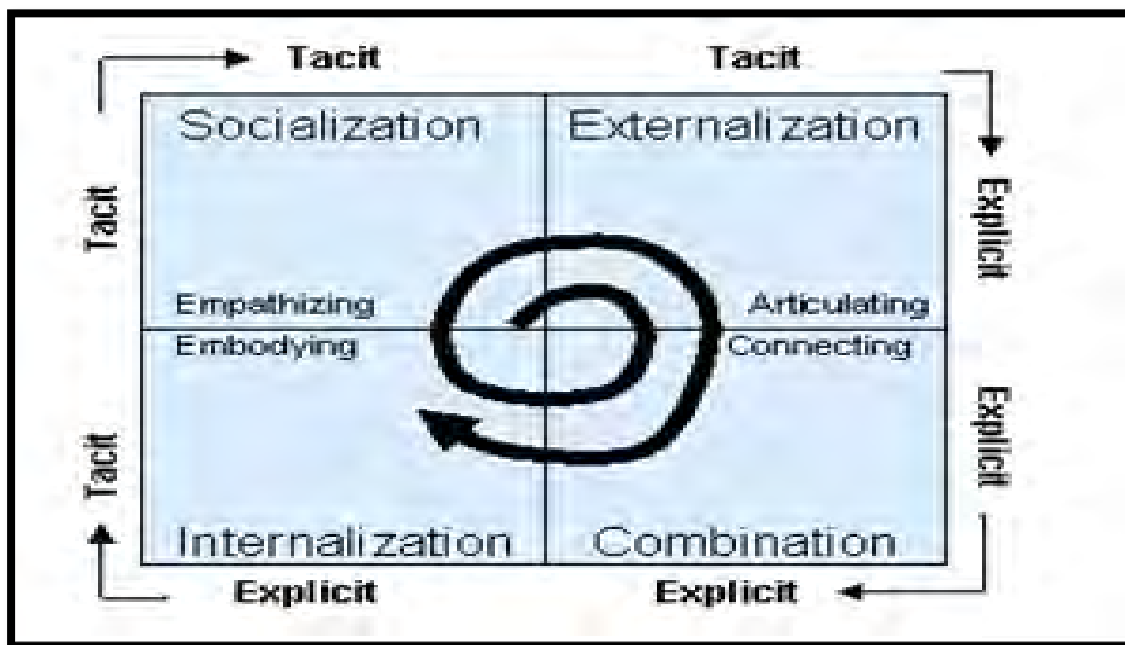 Tacit Tacit
Socialization Externalization
Tacit Explicit
Empathizing Articulating
Embodying Connecting
Tacit Explicit
Internalization Combination
Explicit Explicit